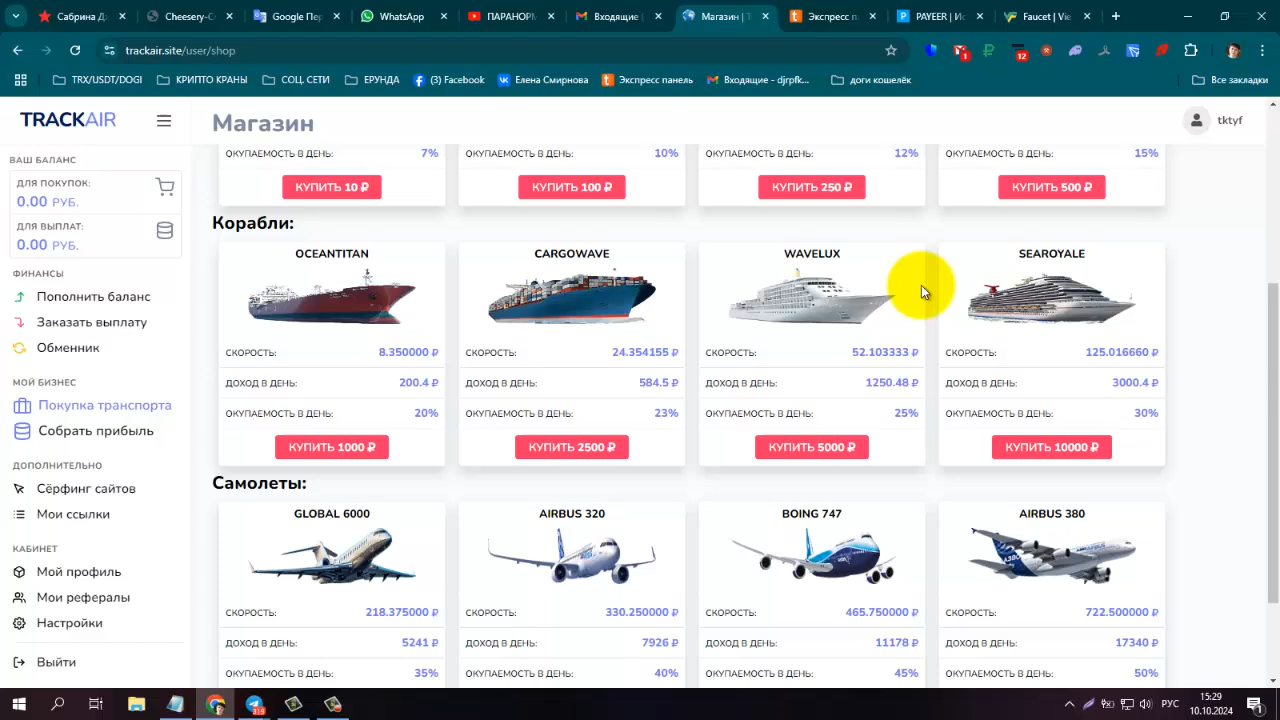 Сабрина Д
Cheesery-C
Google Пер
WhatsApp
ПАРАНОРМ
Входящие |
Магазин | T
Экспресс п
PAYEER | Ис
Faucet | Vie
trackair.site/user/shop
1
12
TRX/USDT/DOGI
КРИПТО КРАНЫ
СОЦ. СЕТИ
ЕРУНДА
(3) Facebook
Елена Смирнова
Экспресс панель
Входящие - djrpfk...
доги кошелёк
Все закладки
TRACKAIR
Магазин
tktyf
ВАШ БАЛАНС
ДЛЯ ПОКУПОК:
0.00 РУБ.
ДЛЯ ВЫПЛАТ:
0.00 РУБ.
ФИНАНСЫ
Пополнить баланс
Заказать выплату
Обменник
МОЙ БИЗНЕС
Покупка транспорта
Собрать прибыль
ДОПОЛНИТЕЛЬНО
Сёрфинг сайтов
Мои ссылки
КАБИНЕТ
Мой профиль
Мои рефералы
Настройки
Выйти
ОКУПАЕМОСТЬ В ДЕНЬ: 7%
КУПИТЬ 10 ₽
ОКУПАЕМОСТЬ В ДЕНЬ: 10%
КУПИТЬ 100 ₽
ОКУПАЕМОСТЬ В ДЕНЬ: 12%
КУПИТЬ 250 ₽
ОКУПАЕМОСТЬ В ДЕНЬ: 15%
КУПИТЬ 500 ₽
Корабли:
OCEANTITAN
СКОРОСТЬ: 8.350000 ₽
ДОХОД В ДЕНЬ: 200.4 ₽
ОКУПАЕМОСТЬ В ДЕНЬ: 20%
КУПИТЬ 1000 ₽
CARGOWAVE
СКОРОСТЬ: 24.354155 ₽
ДОХОД В ДЕНЬ: 584.5 ₽
ОКУПАЕМОСТЬ В ДЕНЬ: 23%
КУПИТЬ 2500 ₽
WAVELUX
СКОРОСТЬ: 52.103333 ₽
ДОХОД В ДЕНЬ: 1250.48 ₽
ОКУПАЕМОСТЬ В ДЕНЬ: 25%
КУПИТЬ 5000 ₽
SEAROYALE
СКОРОСТЬ: 125.016660 ₽
ДОХОД В ДЕНЬ: 3000.4 ₽
ОКУПАЕМОСТЬ В ДЕНЬ: 30%
КУПИТЬ 10000 ₽
Самолеты:
GLOBAL 6000
СКОРОСТЬ: 218.375000 ₽
ДОХОД В ДЕНЬ: 5241 ₽
ОКУПАЕМОСТЬ В ДЕНЬ: 35%
AIRBUS 320
СКОРОСТЬ: 330.250000 ₽
ДОХОД В ДЕНЬ: 7926 ₽
ОКУПАЕМОСТЬ В ДЕНЬ: 40%
BOING 747
СКОРОСТЬ: 465.750000 ₽
ДОХОД В ДЕНЬ: 11178 ₽
ОКУПАЕМОСТЬ В ДЕНЬ: 45%
AIRBUS 380
A380
СКОРОСТЬ: 722.500000 ₽
ДОХОД В ДЕНЬ: 17340 ₽
ОКУПАЕМОСТЬ В ДЕНЬ: 50%
РУС
15:29
10.10.2024
1